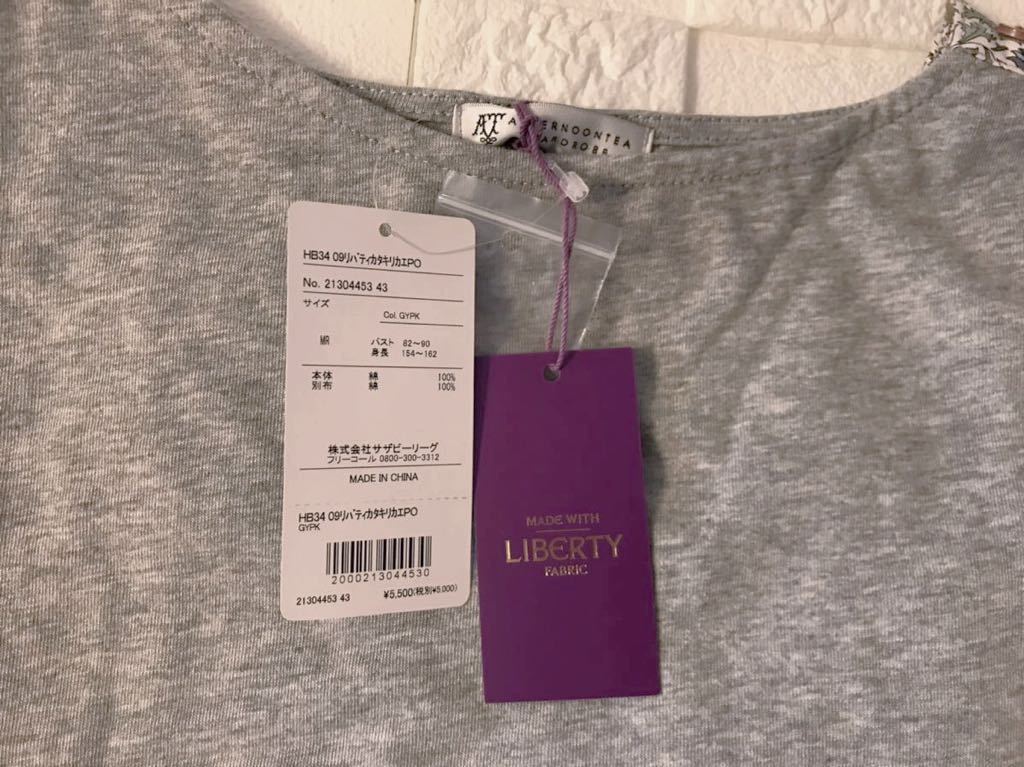 AT
HB34 09ﾘﾊﾞﾃｨｶﾀｷﾘｶｴPO
No. 21304453 43
サイズ
Col. GYPK
MR バスト 82～90
身長 154～162
本体 綿 100%
別布 綿 100%
株式会社サザビーリーグ
フリーコール 0800-300-3312
MADE IN CHINA
HB34 09ﾘﾊﾞﾃｨｶﾀｷﾘｶｴPO
GYPK
2000213044530
21304453 43 ¥5,500(税別¥5,000)
MADE WITH
LIBERTY
FABRIC